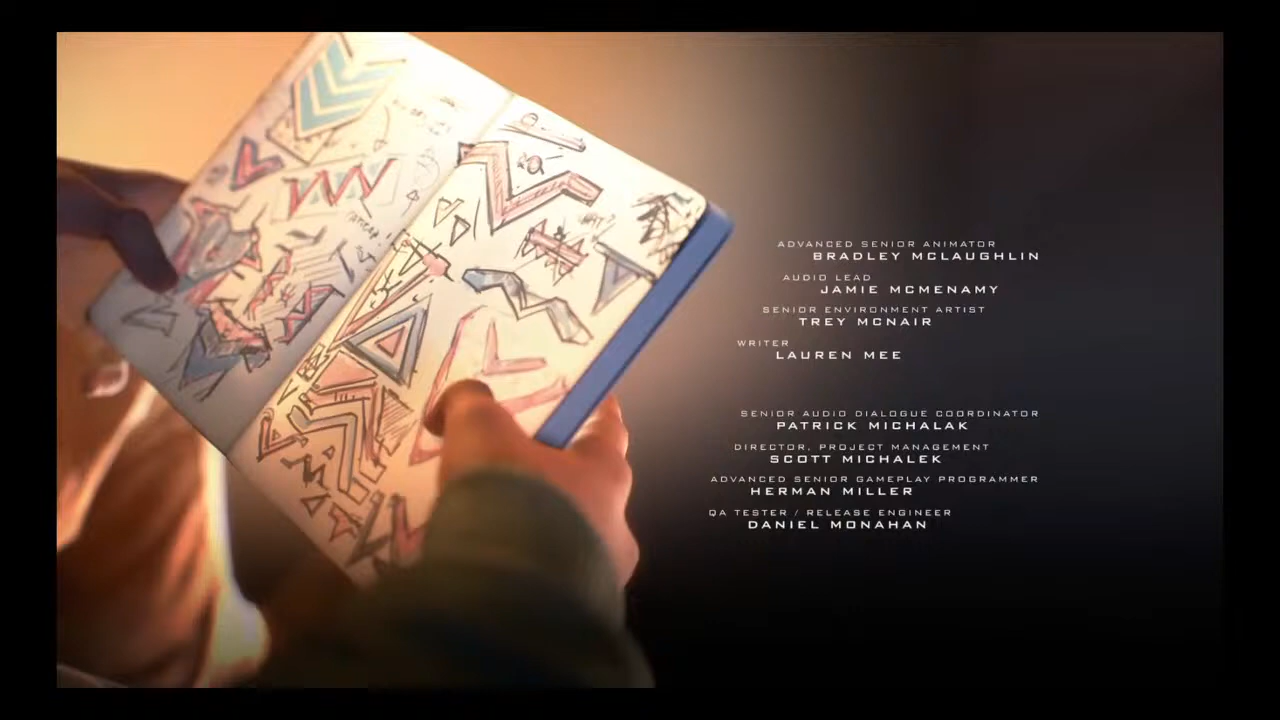 ADVANCED SENIOR ANIMATOR
BRADLEY MCLAUGHLIN
AUDIO LEAD
JAMIE MCMENAMY
SENIOR ENVIRONMENT ARTIST
TREY MCNAIR
WRITER
LAUREN MEE
SENIOR AUDIO DIALOGUE COORDINATOR
PATRICK MICHALAK
DIRECTOR, PROJECT MANAGEMENT
SCOTT MICHALEK
ADVANCED SENIOR GAMEPLAY PROGRAMMER
HERMAN MILLER
QA TESTER / RELEASE ENGINEER
DANIEL MONAHAN